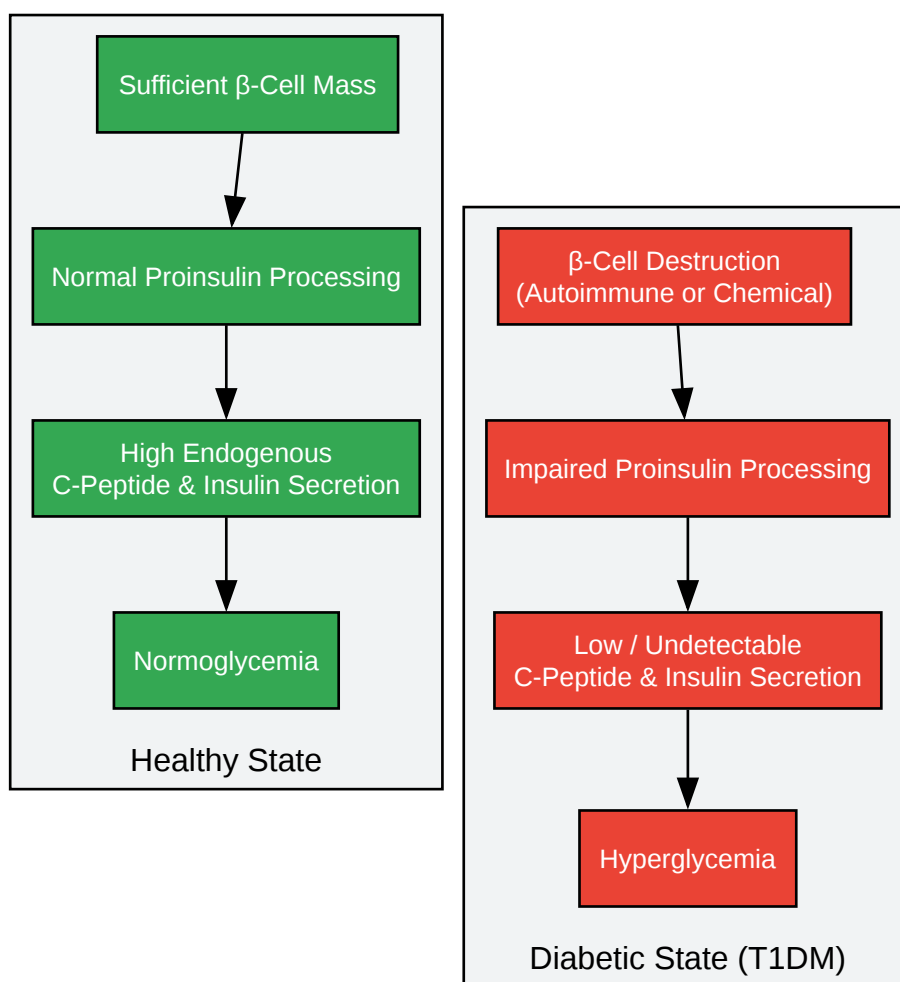 Sufficient β-Cell Mass
Normal Proinsulin Processing
High Endogenous
C-Peptide & Insulin Secretion
Normoglycemia
Healthy State
β-Cell Destruction
(Autoimmune or Chemical)
Impaired Proinsulin Processing
Low / Undetectable
C-Peptide & Insulin Secretion
Hyperglycemia
Diabetic State (T1DM)